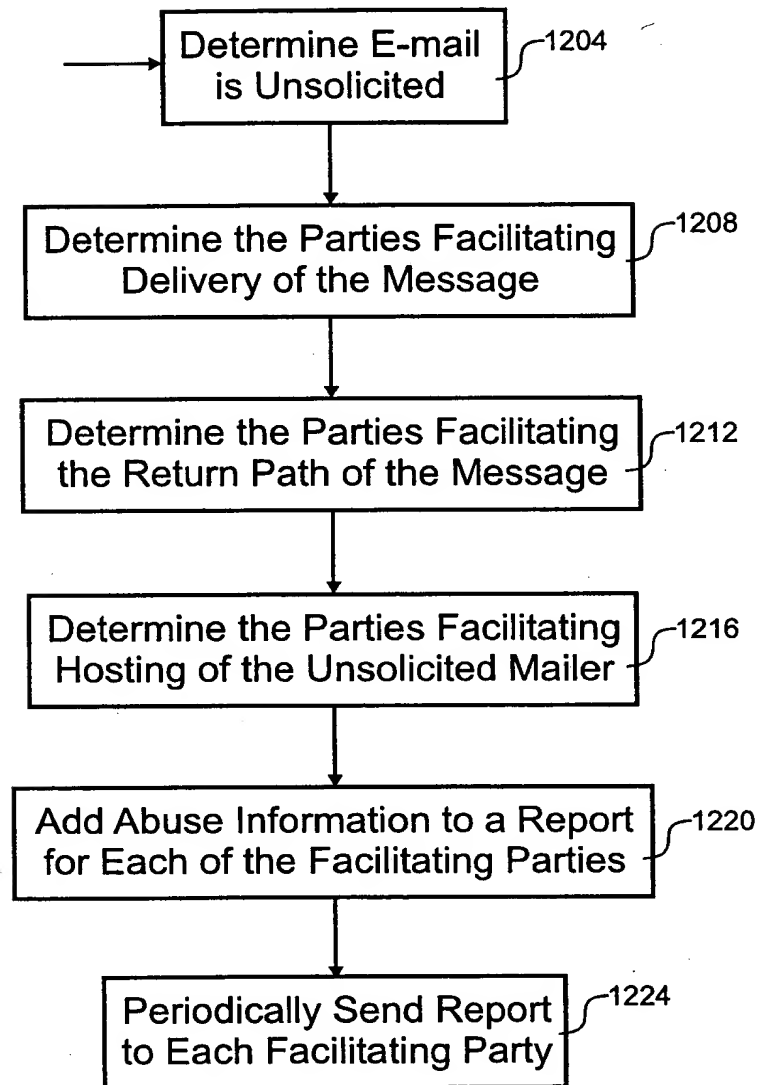 Determine E-mail
is Unsolicited
1204
Determine the Parties Facilitating
Delivery of the Message
1208
Determine the Parties Facilitating
the Return Path of the Message
1212
Determine the Parties Facilitating
Hosting of the Unsolicited Mailer
1216
Add Abuse Information to a Report
for Each of the Facilitating Parties
1220
Periodically Send Report
to Each Facilitating Party
1224